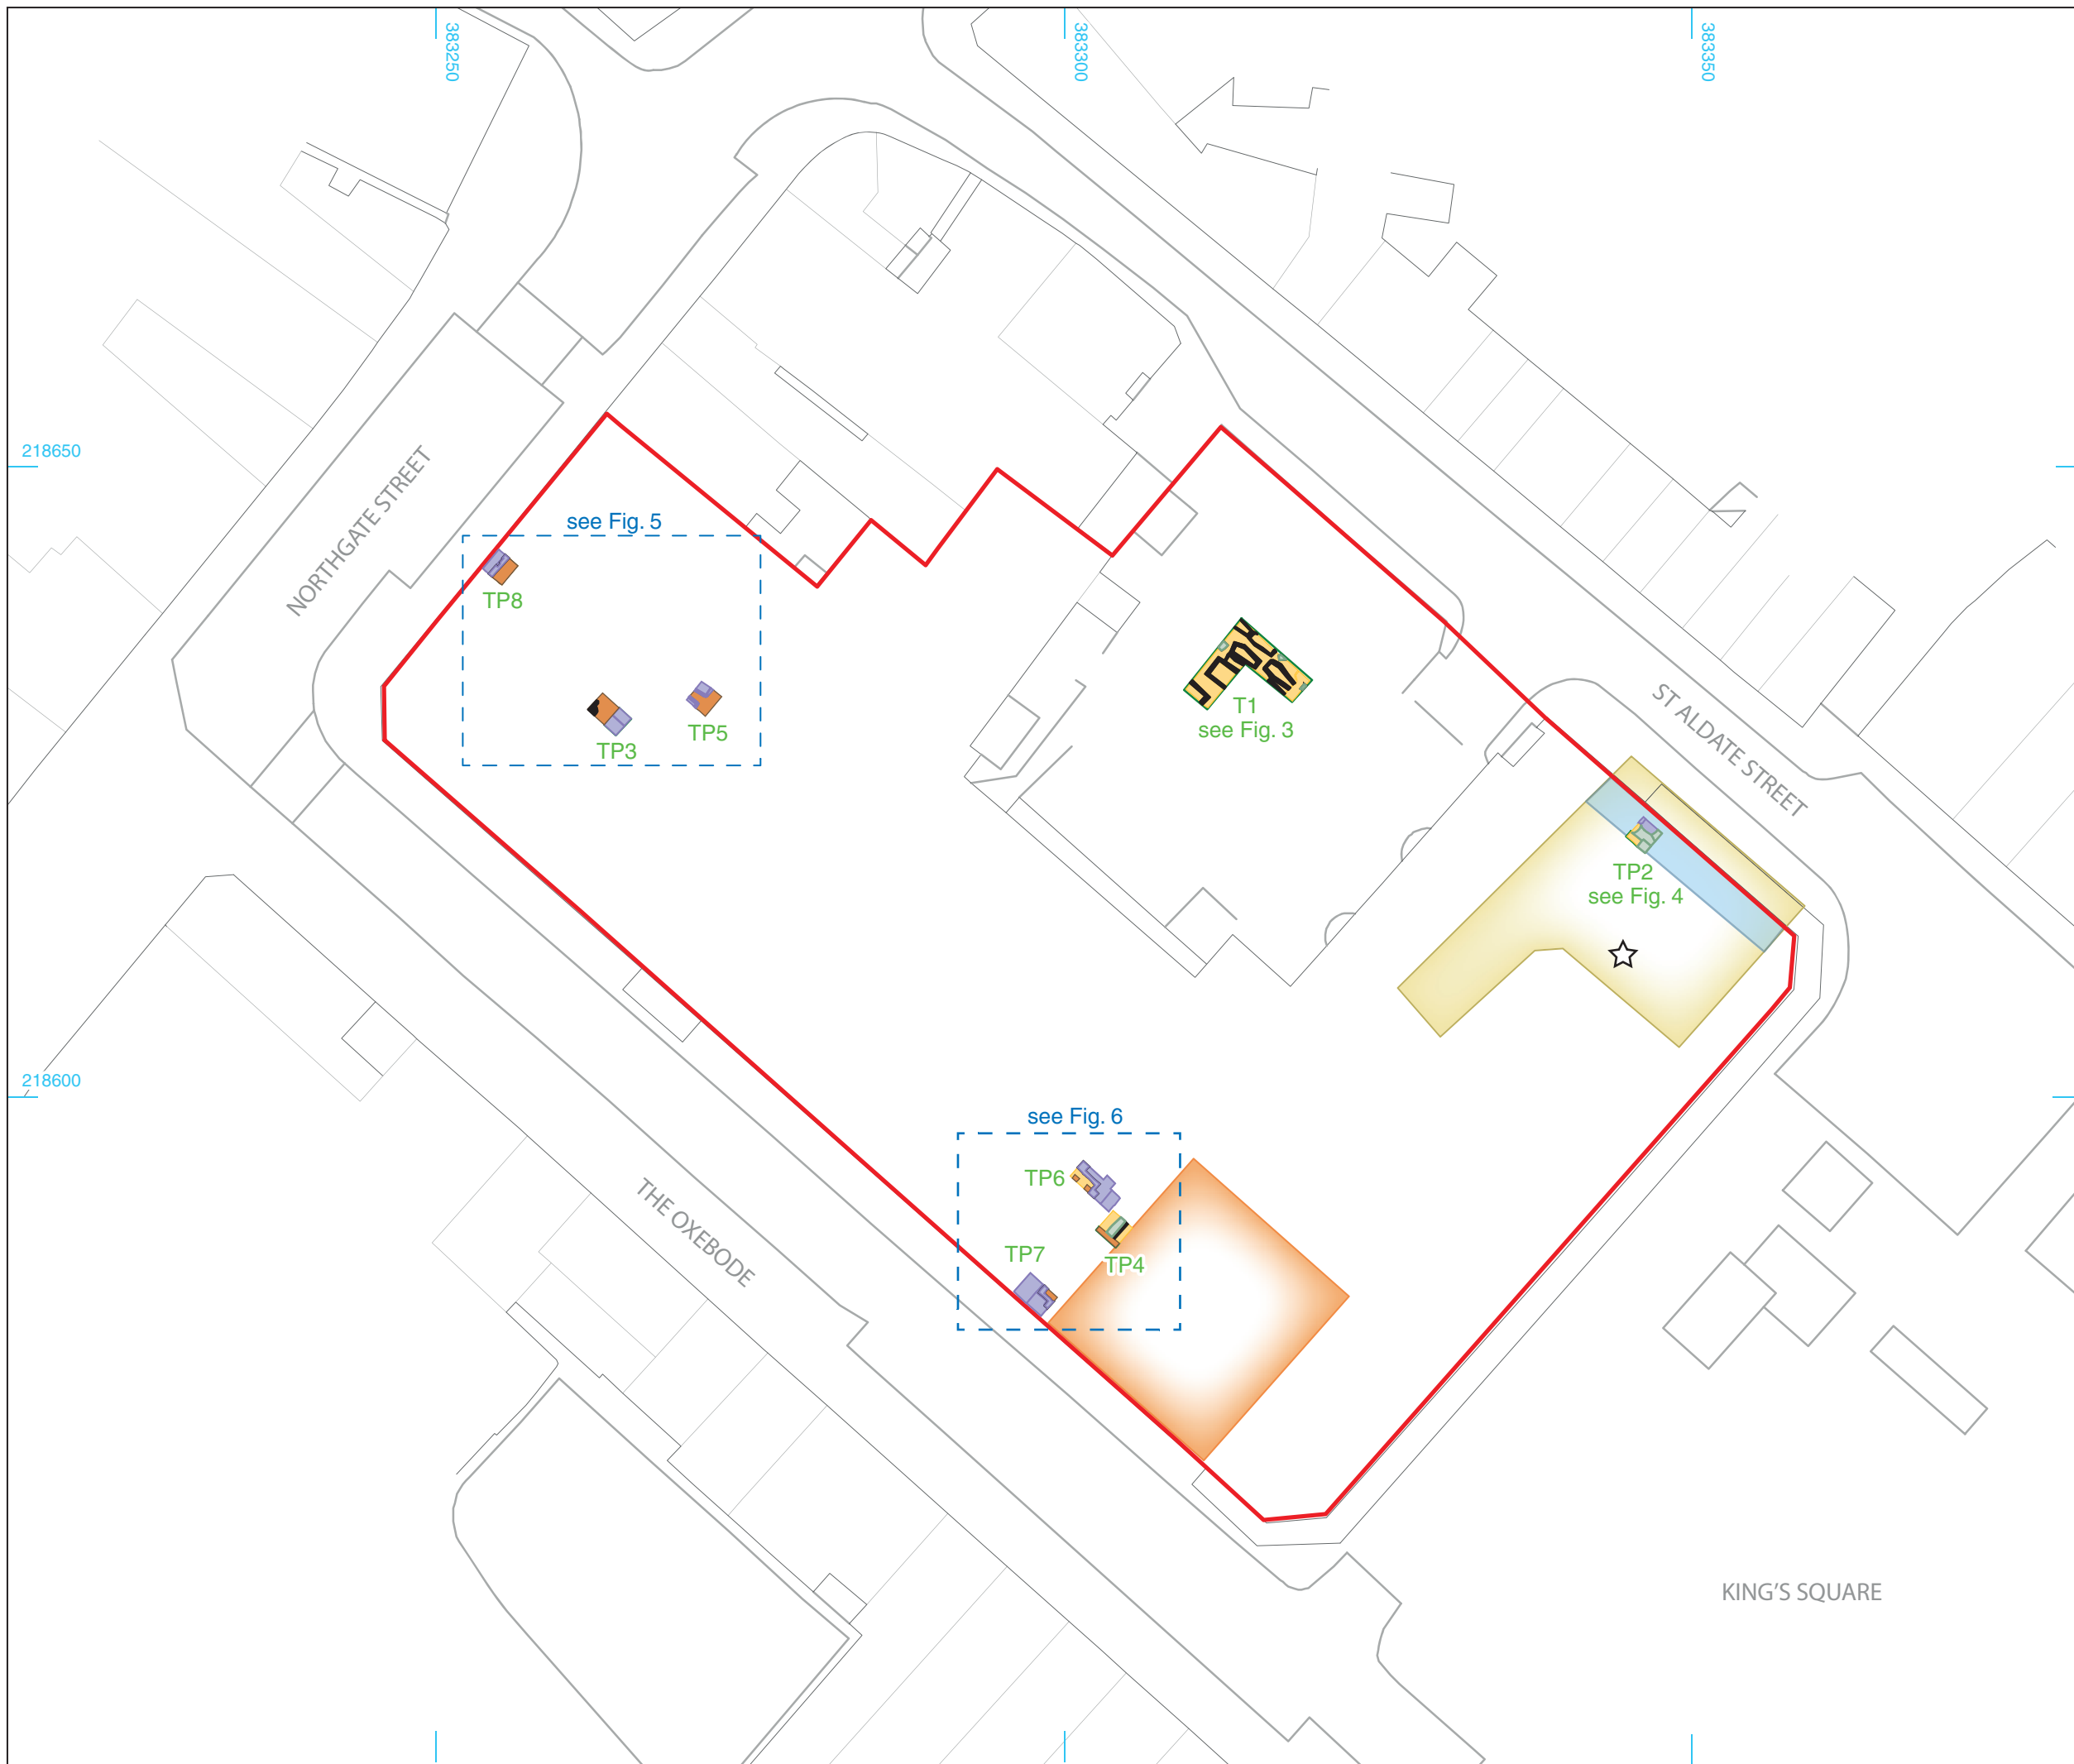 383250
383300
383350
218650
NORTHGATE STREET
see Fig. 5
TP8
TP3
TP5
T1
see Fig. 3
ST ALDATE STREET
TP2
see Fig. 4
218600
see Fig. 6
TP6
TP4
TP7
THE OXEBODE
KING'S SQUARE